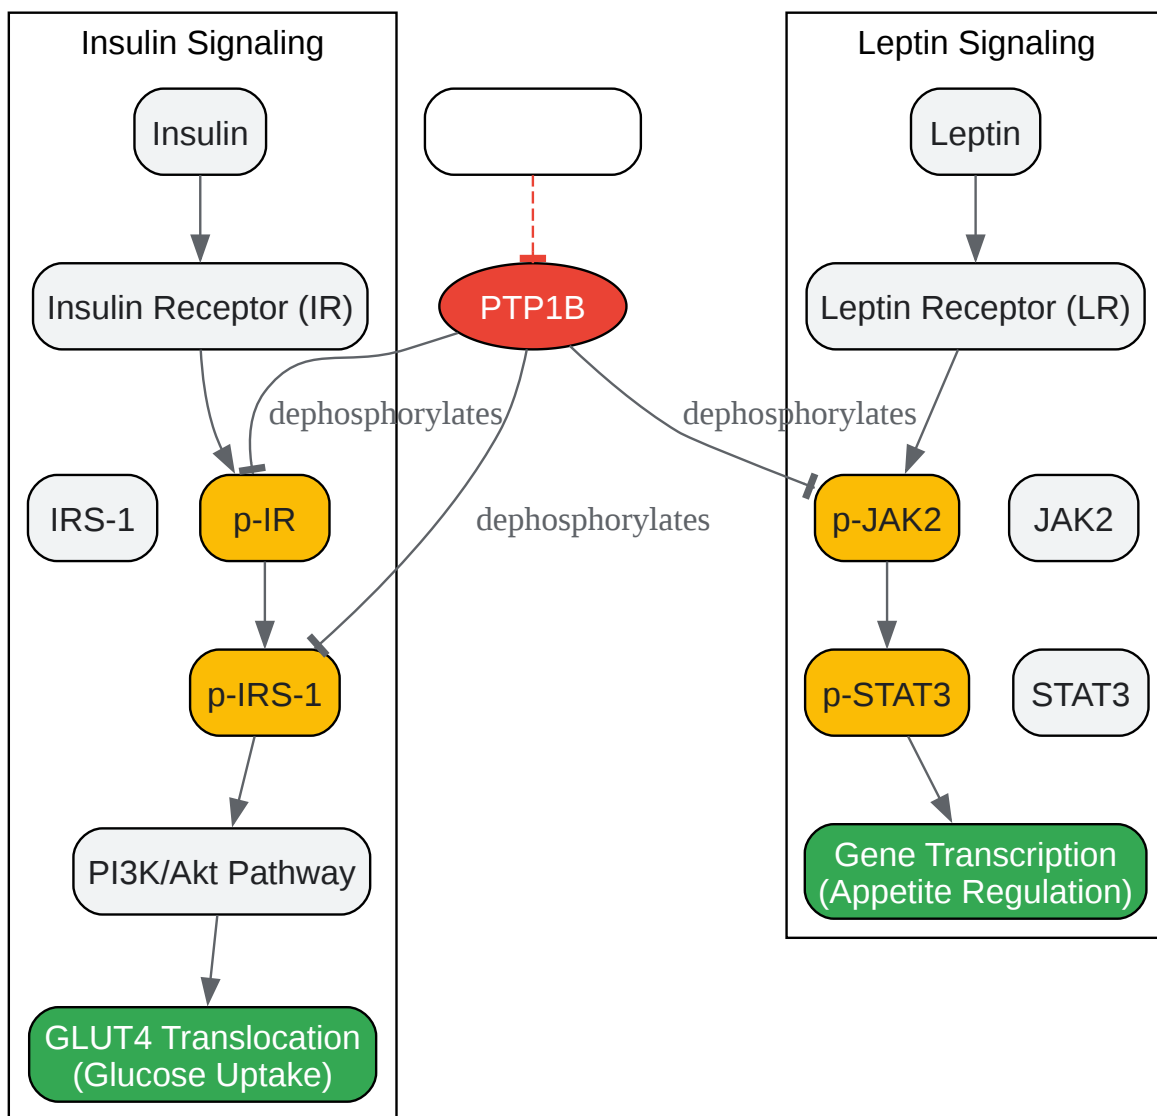 Insulin Signaling
Leptin Signaling
Insulin
Leptin
Insulin Receptor (IR)
PTP1B
Leptin Receptor (LR)
dephosphorylates
dephosphorylates
IRS-1
p-IR
dephosphorylates
p-JAK2
JAK2
p-IRS-1
p-STAT3
STAT3
PI3K/Akt Pathway
Gene Transcription
(Appetite Regulation)
GLUT4 Translocation
(Glucose Uptake)